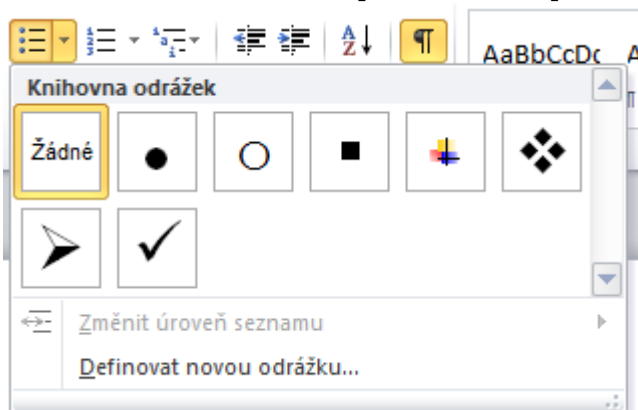 AaBbCcDc A
Knihovna odrážek
Žádné
Změnit úroveň seznamu
Definovat novou odrážku...